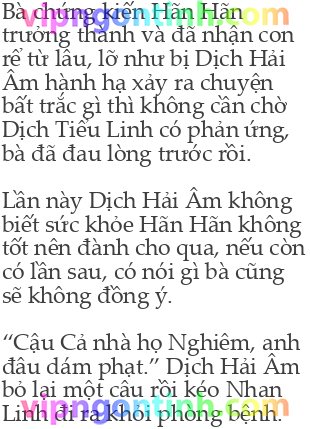 Bà chứng kiến Hãn Hãn
trưởng thành và đã nhận con
rể từ lâu, lỡ như bị Dịch Hải
Âm hành hạ xảy ra chuyện
bất trắc gì thì không cần chờ
Dịch Tiểu Linh có phản ứng,
bà đã đau lòng trước rồi.
Lần này Dịch Hải Âm không
biết sức khỏe Hãn Hãn không
tốt nên đành cho qua, nếu còn
có lần sau, có nói gì bà cũng
sẽ không đồng ý.
“Cậu Cả nhà họ Nghiêm, anh
đâu dám phạt.” Dịch Hải Âm
bỏ lại một câu rồi kéo Nhan
Linh đi ra khỏi phòng bệnh.
vipngontinh.com
vipngontinh.com